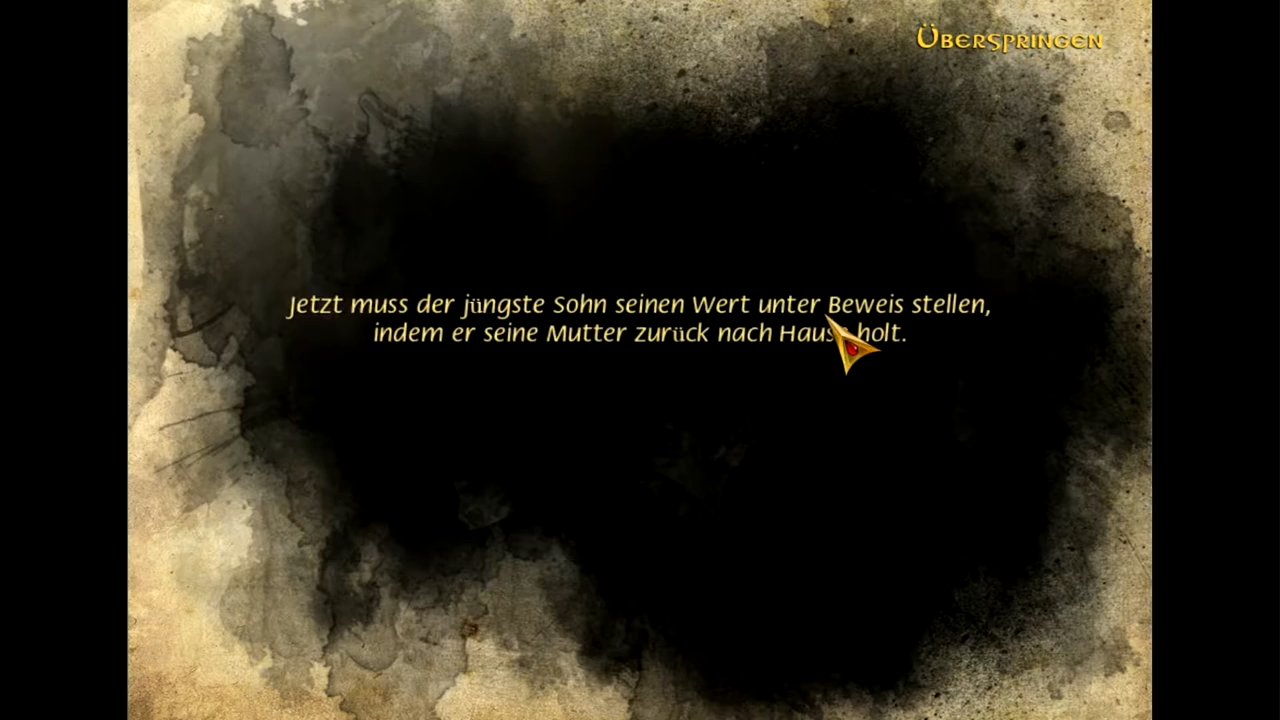 Überspringen
Jetzt muss der jüngste Sohn seinen Wert unter Beweis stellen,
indem er seine Mutter zurück nach Hause holt.